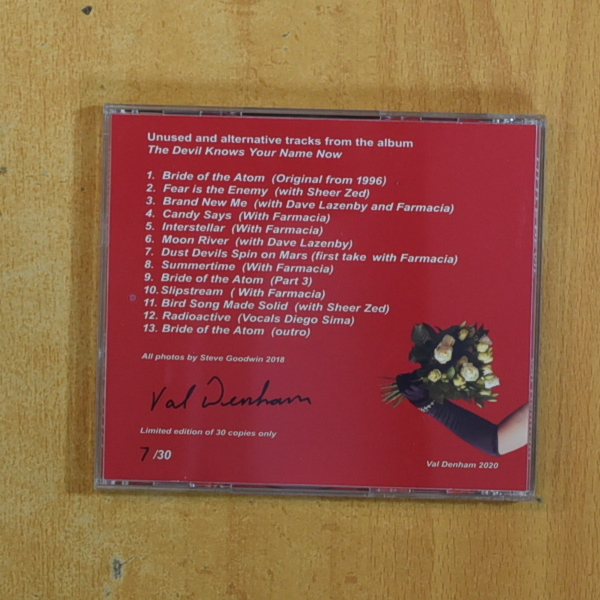 Unused and alternative tracks from the album
The Devil Knows Your Name Now
1. Bride of the Atom (Original from 1996)
2. Fear is the Enemy (with Sheer Zed)
3. Brand New Me (with Dave Lazenby and Farmacia)
4. Candy Says (With Farmacia)
5. Interstellar (With Farmacia)
6. Moon River (with Dave Lazenby)
7. Dust Devils Spin on Mars (first take with Farmacia)
8. Summertime (With Farmacia)
9. Bride of the Atom (Part 3)
10. Slipstream ( With Farmacia)
11. Bird Song Made Solid (with Sheer Zed)
12. Radioactive (Vocals Diego Sima)
13. Bride of the Atom (outro)
All photos by Steve Goodwin 2018
Val Denham
Limited edition of 30 copies only
7 /30
Val Denham 2020